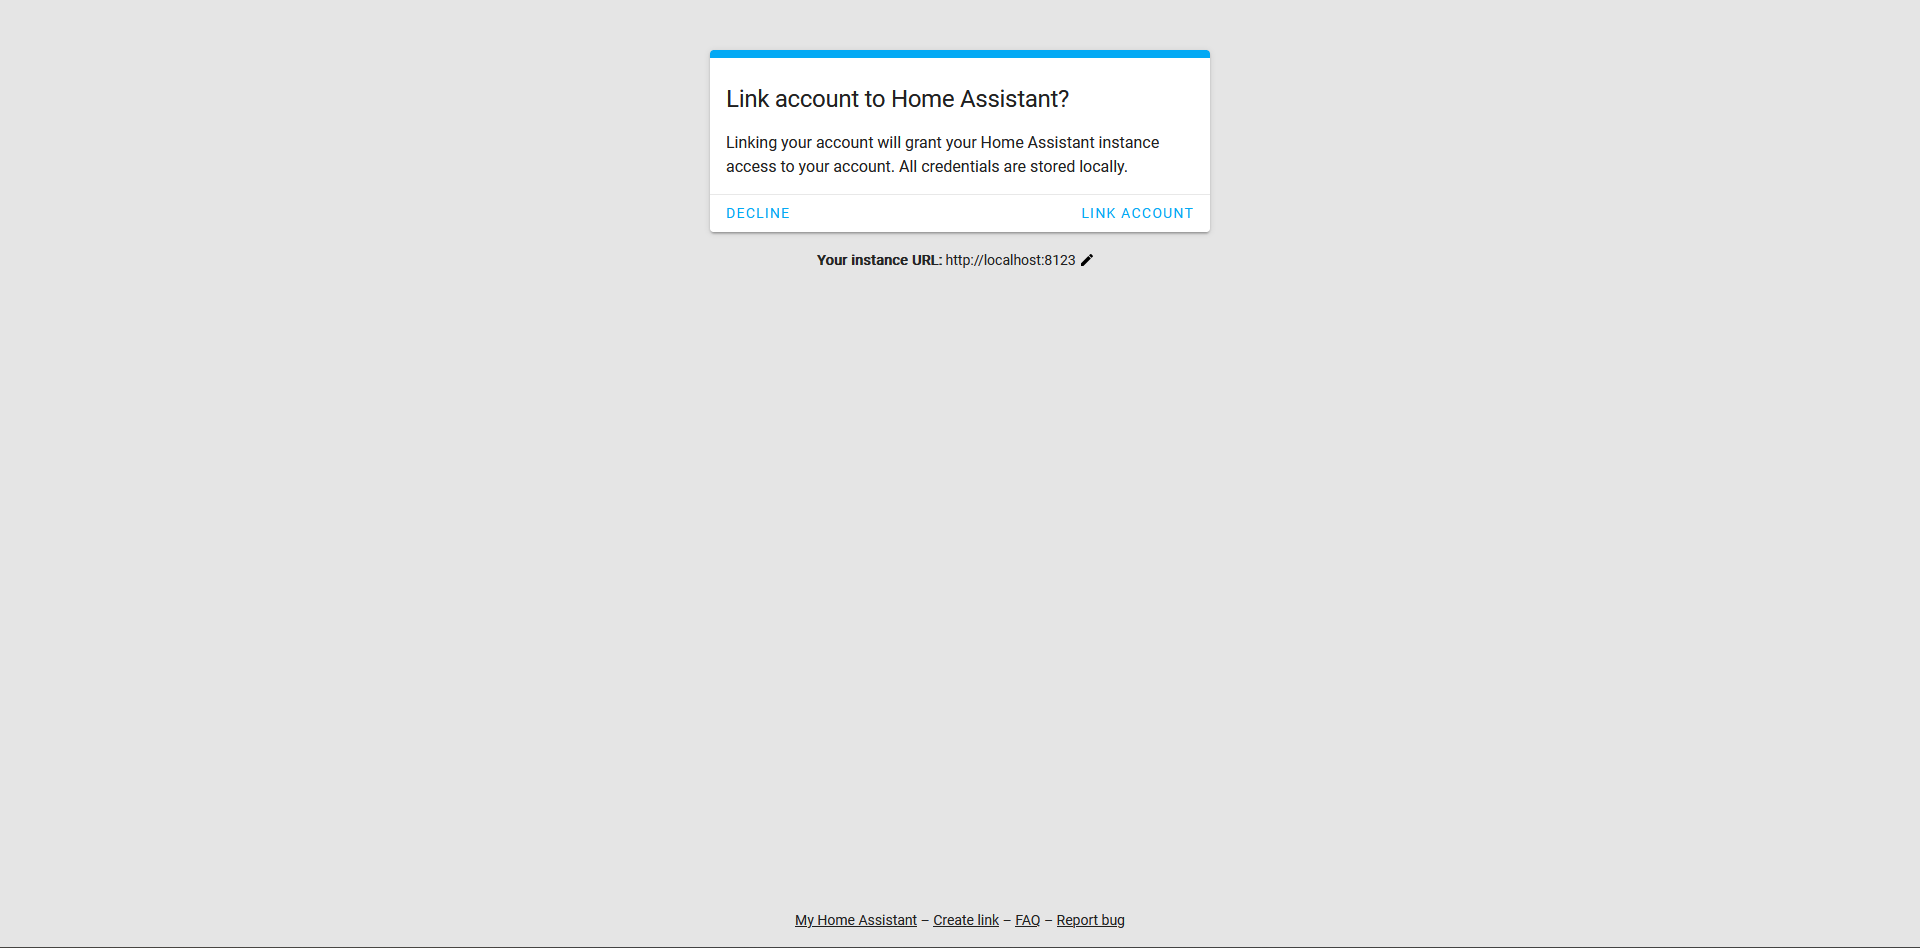 Link account to Home Assistant?
Linking your account will grant your Home Assistant instance
access to your account. All credentials are stored locally.
DECLINE LINK ACCOUNT
Your instance URL: http://localhost:8123
My Home Assistant – Create link – FAQ – Report bug